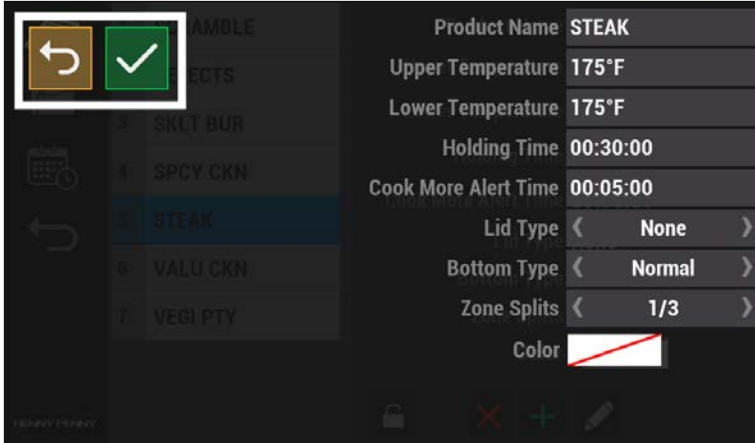 Product Name STEAK
Upper Temperature 175°F
Lower Temperature 175°F
Holding Time 00:30:00
Cook More Alert Time 00:05:00
Lid Type None
Bottom Type Normal
Zone Splits 1/3
Color
3 SKLT BUR
4 SPCY CKN
5 STEAK
6 VALU CKN
7 VEGI PTY
HENNY PENNY